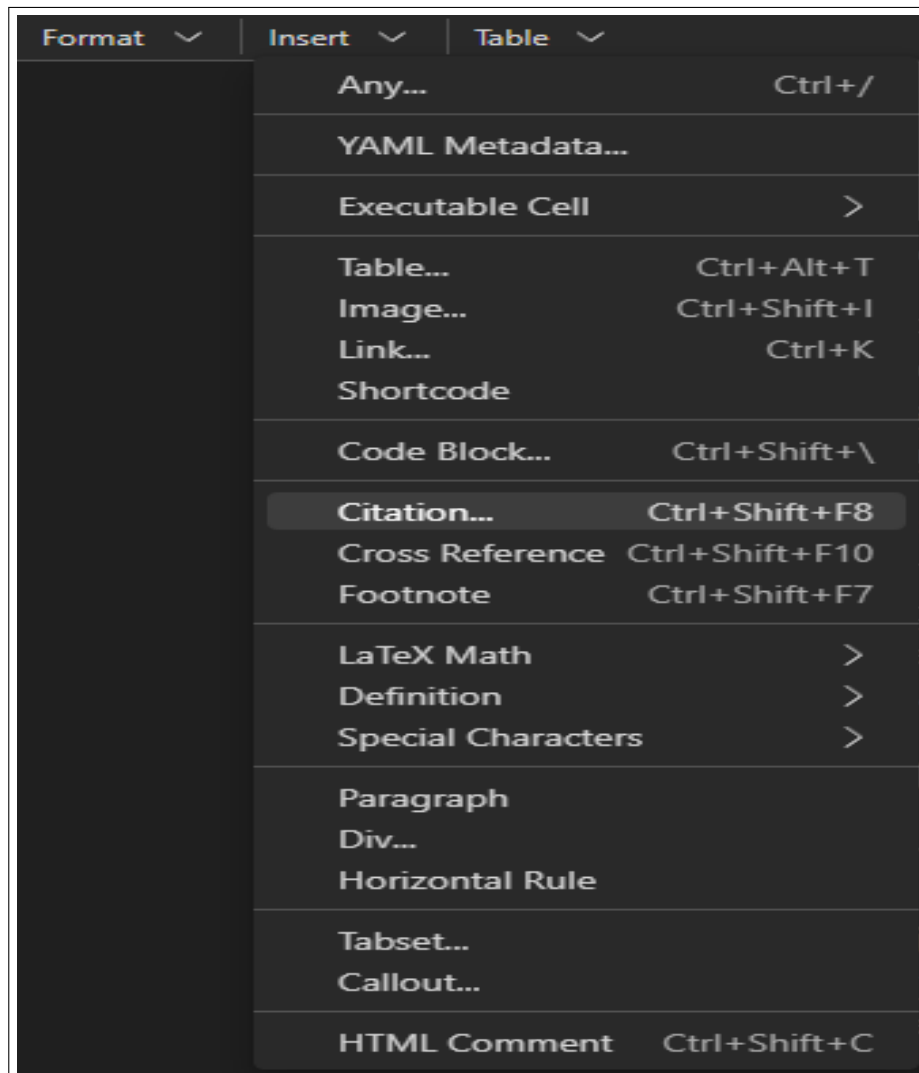 Format Insert Table
Any... Ctrl+/
YAML Metadata...
Executable Cell
Table... Ctrl+Alt+T
Image... Ctrl+Shift+I
Link... Ctrl+K
Shortcode
Code Block... Ctrl+Shift+\
Citation... Ctrl+Shift+F8
Cross Reference Ctrl+Shift+F10
Footnote Ctrl+Shift+F7
LaTeX Math
Definition
Special Characters
Paragraph
Div...
Horizontal Rule
Tabset...
Callout...
HTML Comment Ctrl+Shift+C